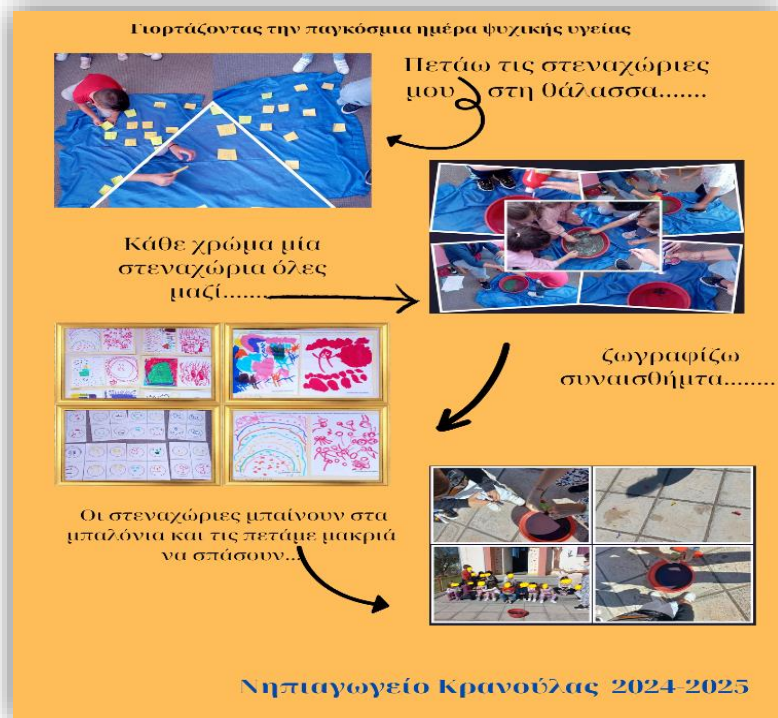 Γιορτάζοντας την παγκόσμια ημέρα ψυχικής υγείας
Πετάω τις στεναχώριες
μου στη θάλασσα.......
Κάθε χρώμα μία
στεναχώρια όλες
μαζί........
ζωγραφίζω
συναισθήμτα........
Οι στεναχώριες μπαίνουν στα
μπαλόνια και τις πετάμε μακριά
να σπάσουν...
Νηπιαγωγείο Κρανούλας 2024-2025